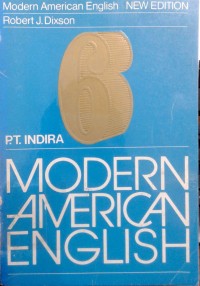 Modern American English NEW EDITION
Robert J. Dixson
6
P.T. INDIRA
MODERN
AMERICAN
ENGLISH